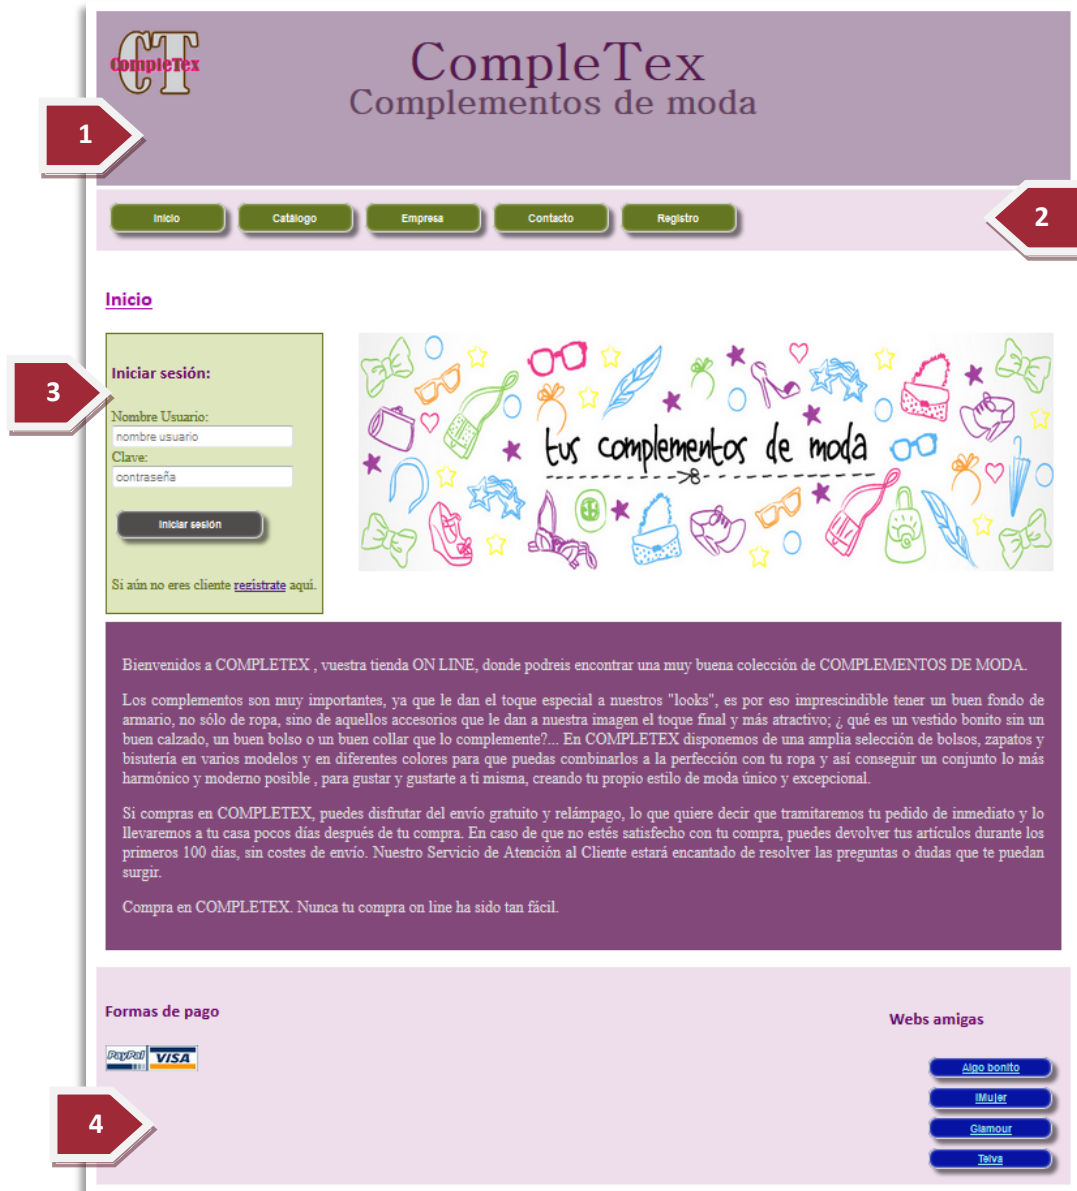 CT
CompleTex
CompleTex
Complementos de moda
1
Inicio
Catálogo
Empresa
Contacto
Registro
2
Inicio
3
Iniciar sesión:
Nombre Usuario:
nombre usuario
Clave:
contraseña
Iniciar sesión
Si aún no eres cliente regístrate aquí.
tus complementos de moda
Bienvenidos a COMPLETEX , vuestra tienda ON LINE, donde podreis encontrar una muy buena colección de COMPLEMENTOS DE MODA.
Los complementos son muy importantes, ya que le dan el toque especial a nuestros "looks", es por eso imprescindible tener un buen fondo de
armario, no sólo de ropa, sino de aquellos accesorios que le dan a nuestra imagen el toque final y más atractivo; ¿ qué es un vestido bonito sin un
buen calzado, un buen bolso o un buen collar que lo complemente?... En COMPLETEX disponemos de una amplia selección de bolsos, zapatos y
bisutería en varios modelos y en diferentes colores para que puedas combinarlos a la perfección con tu ropa y así conseguir un conjunto lo más
harmónico y moderno posible , para gustar y gustarte a ti misma, creando tu propio estilo de moda único y excepcional.
Si compras en COMPLETEX, puedes disfrutar del envío gratuito y relámpago, lo que quiere decir que tramitaremos tu pedido de inmediato y lo
llevaremos a tu casa pocos días después de tu compra. En caso de que no estés satisfecho con tu compra, puedes devolver tus artículos durante los
primeros 100 días, sin costes de envío. Nuestro Servicio de Atención al Cliente estará encantado de resolver las preguntas o dudas que te puedan
surgir.
Compra en COMPLETEX. Nunca tu compra on line ha sido tan fácil.
Formas de pago
PayPal VISA
4
Webs amigas
Algo bonito
IMujer
Glamour
Telva